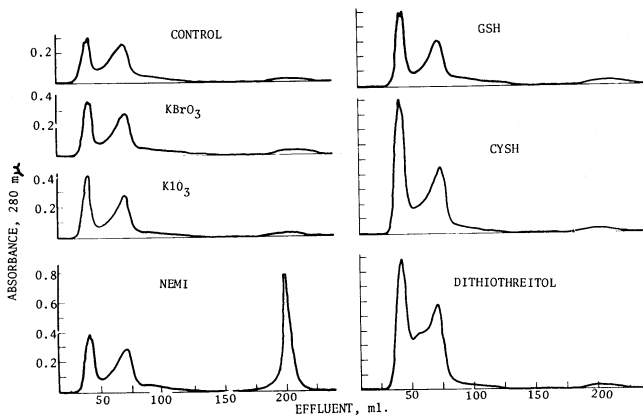 CONTROL
0.2
KBrO3
0.4
0.2
K1O3
0.4
0.2
NEMI
0.8
0.6
0.4
0.2
50
100
150
200
GSH
CYSH
DITHIOTHREITOL
50
100
150
200
ABSORBANCE, 280 mμ
EFFLUENT, ml.